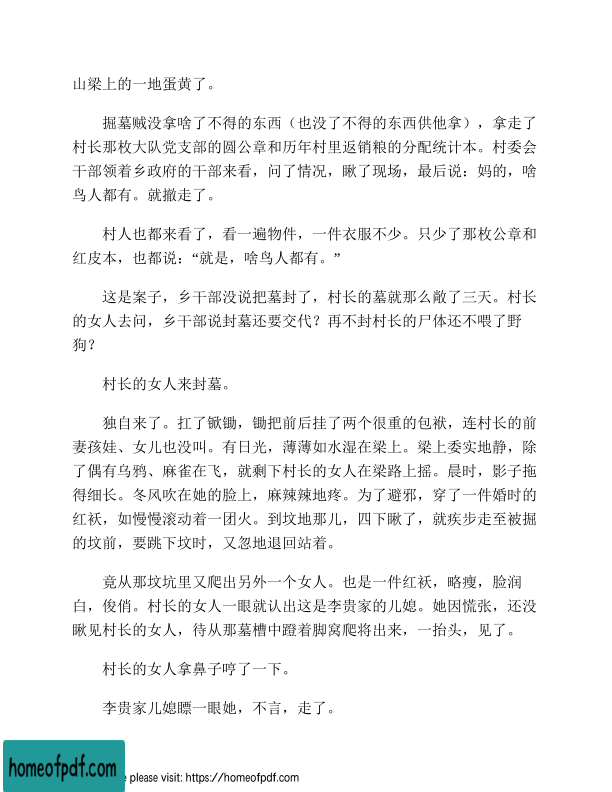 山梁上的一地蛋黄了。
掘墓贼没拿啥了不得的东西（也没了不得的东西供他拿），拿走了
村长那枚大队党支部的圆公章和历年村里返销粮的分配统计本。村委会
干部领着乡政府的干部来看，问了情况，瞅了现场，最后说：妈的，啥
鸟人都有。就撤走了。
村人也都来看了，看一遍物件，一件衣服不少。只少了那枚公章和
红皮本，也都说：“就是，啥鸟人都有。”
这是案子，乡干部没说把墓封了，村长的墓就那么敞了三天。村长
的女人去问，乡干部说封墓还要交代？再不封村长的尸体还不喂了野
狗？
村长的女人来封墓。
独自来了。扛了锨锄，锄把前后挂了两个很重的包袱，连村长的前
妻孩娃、女儿也没叫。有日光，薄薄如水湿在梁上。梁上委实地静，除
了偶有乌鸦、麻雀在飞，就剩下村长的女人在梁路上摇。晨时，影子拖
得细长。冬风吹在她的脸上，麻辣辣地疼。为了避邪，穿了一件婚时的
红袄，如慢慢滚动着一团火。到坟地那儿，四下瞅了，就疾步走至被掘
的坟前，要跳下坟时，又忽地退回站着。
竟从那坟坑里又爬出另外一个女人。也是一件红袄，略瘦，脸润
白，俊俏。村长的女人一眼就认出这是李贵家的儿媳。她因慌张，还没
瞅见村长的女人，待从那墓槽中蹬着脚窝爬将出来，一抬头，见了。
村长的女人拿鼻子哼了一下。
李贵家儿媳瞟一眼她，不言，走了。
homeofpdf.com
e please visit: https://homeofpdf.com